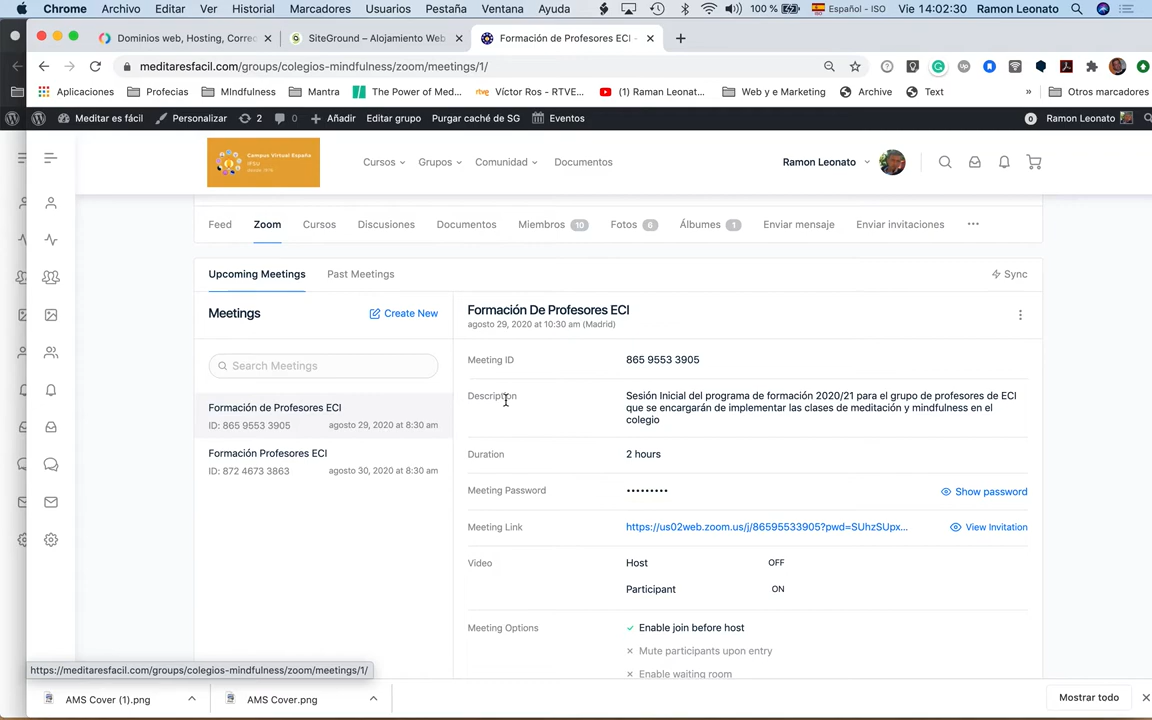 Chrome Archivo Editar Ver Historial Marcadores Usuarios Pestaña Ventana Ayuda 100 % Español - ISO Vie 14:02:30 Ramon Leonato
Dominios web, Hosting, Correo SiteGround – Alojamiento Web Formación de Profesores ECI -
meditaresfacil.com/groups/colegios-mindfulness/zoom/meetings/1/
Aplicaciones Profecias MIndfulness Mantra The Power of Med... Víctor Ros - RTVE... (1) Raman Leonat... Web y e Marketing Archive Text » Otros marcadores
Meditar es fácil Personalizar 2 0 Añadir Editar grupo Purgar caché de SG Eventos 0 Ramon Leonato
Campus Virtual España
Cursos Grupos Comunidad Documentos Ramon Leonato
Feed Zoom Cursos Discusiones Documentos Miembros 10 Fotos 6 Álbumes 1 Enviar mensaje Enviar invitaciones
Upcoming Meetings Past Meetings Sync
Meetings Create New
Search Meetings
Formación de Profesores ECI
ID: 865 9553 3905 agosto 29, 2020 at 8:30 am
Formación Profesores ECI
ID: 872 4673 3863 agosto 30, 2020 at 8:30 am
Formación De Profesores ECI
agosto 29, 2020 at 10:30 am (Madrid)
Meeting ID 865 9553 3905
Description Sesión Inicial del programa de formación 2020/21 para el grupo de profesores de ECI
que se encargarán de implementar las clases de meditación y mindfulness en el
colegio
Duration 2 hours
Meeting Password ••••••••• Show password
Meeting Link https://us02web.zoom.us/j/86595533905?pwd=SUhzSUpx... View Invitation
Video Host OFF
Participant ON
Meeting Options Enable join before host
Mute participants upon entry
Enable waiting room
https://meditaresfacil.com/groups/colegios-mindfulness/zoom/meetings/1/
AMS Cover (1).png AMS Cover.png Mostrar todo